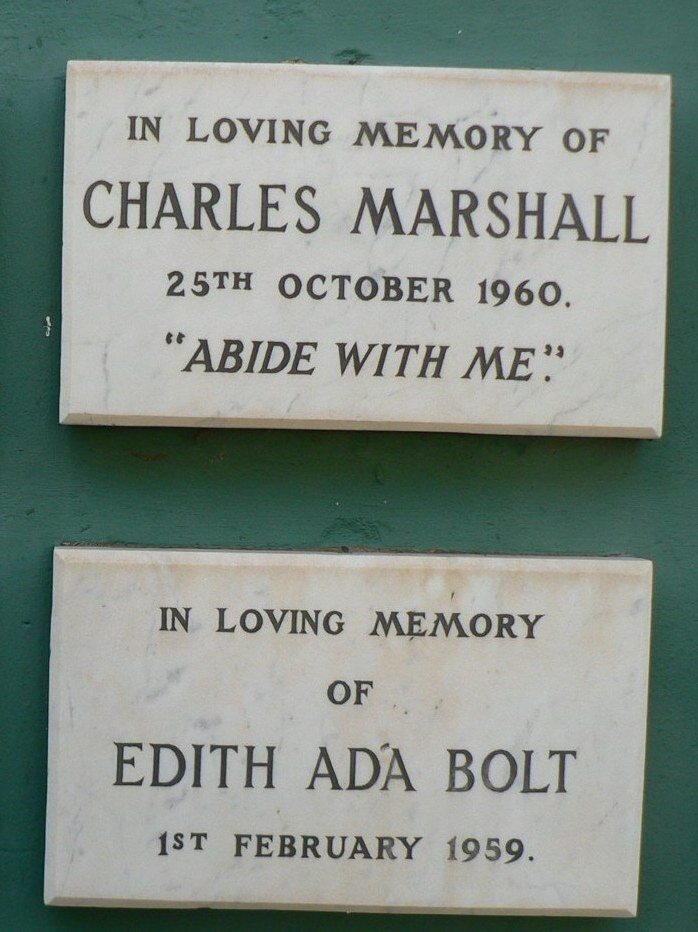 IN LOVING MEMORY OF
CHARLES MARSHALL
25TH OCTOBER 1960.
"ABIDE WITH ME."
IN LOVING MEMORY
OF
EDITH ADA BOLT
1ST FEBRUARY 1959.